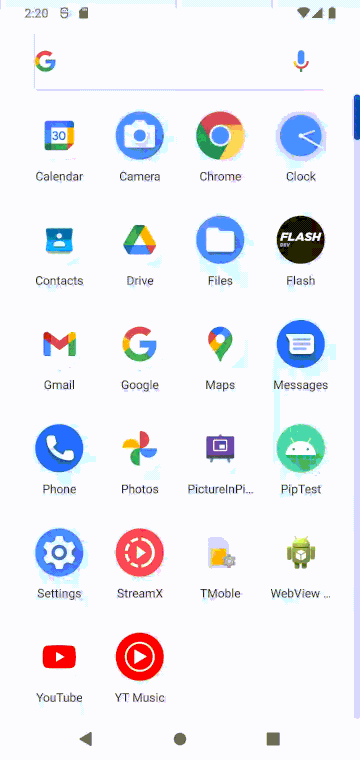 2:20
Calendar Camera Chrome Clock
30
FLASH
DEV
Contacts Drive Files Flash
Gmail Google Maps Messages
Phone Photos PictureInPi... PipTest
Settings StreamX TMoble WebView ...
YouTube YT Music